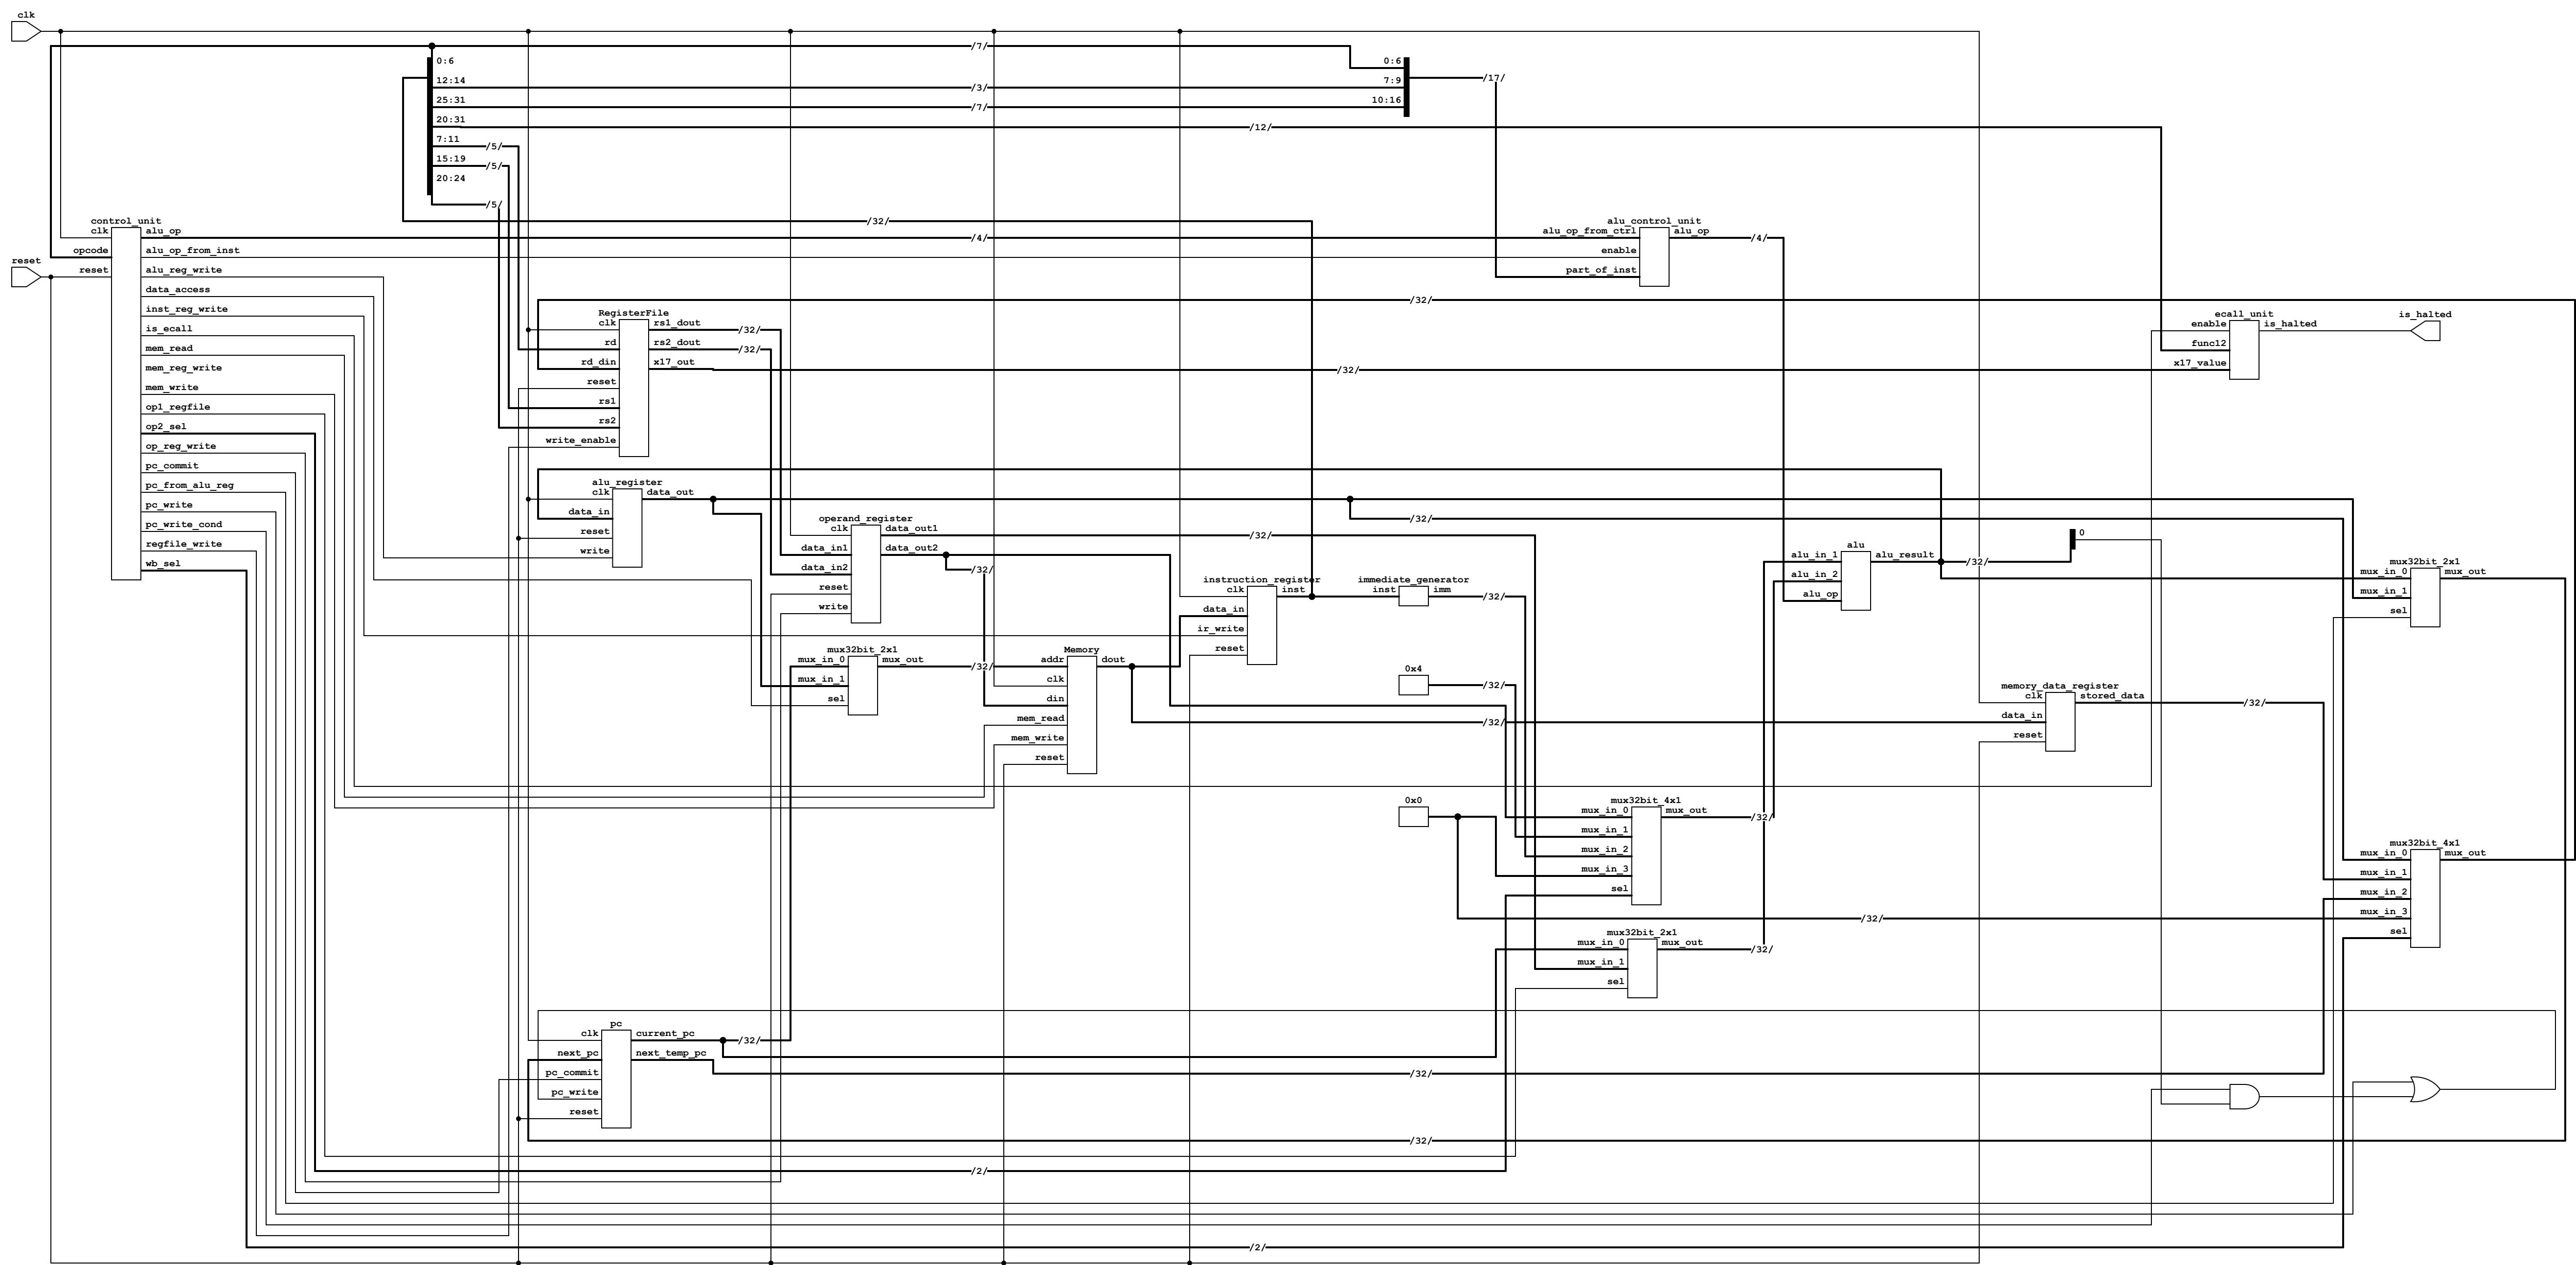 clk
reset
0:6
12:14
25:31
20:31
7:11
15:19
20:24
/7/
/3/
/7/
/12/
/5/
/5/
/5/
/32/
0:6
7:9
10:16
/17/
control_unit
clk
opcode
reset
alu_op
alu_op_from_inst
alu_reg_write
data_access
inst_reg_write
is_ecall
mem_read
mem_reg_write
mem_write
op1_regfile
op2_sel
op_reg_write
pc_commit
pc_from_alu_reg
pc_write
pc_write_cond
regfile_write
wb_sel
/4/
alu_control_unit
alu_op_from_ctrl
enable
part_of_inst
alu_op
/4/
/32/
RegisterFile
clk
rd
rd_din
reset
rs1
rs2
write_enable
rs1_dout
rs2_dout
x17_out
/32/
/32/
/32/
ecall_unit
enable
func12
x17_value
is_halted
is_halted
alu_register
clk
data_in
reset
write
data_out
/32/
operand_register
clk
data_in1
data_in2
reset
write
data_out1
data_out2
/32/
/32/
mux32bit_2x1
mux_in_0
mux_in_1
sel
mux_out
/32/
Memory
addr
clk
din
mem_read
mem_write
reset
dout
/32/
instruction_register
clk
data_in
ir_write
reset
inst
immediate_generator
inst
imm
/32/
0x4
/32/
0x0
/32/
alu
alu_in_1
alu_in_2
alu_op
alu_result
/32/
0
mux32bit_2x1
mux_in_0
mux_in_1
sel
mux_out
memory_data_register
clk
data_in
reset
stored_data
/32/
mux32bit_4x1
mux_in_0
mux_in_1
mux_in_2
mux_in_3
sel
mux_out
/32/
mux32bit_4x1
mux_in_0
mux_in_1
mux_in_2
mux_in_3
sel
mux_out
mux32bit_2x1
mux_in_0
mux_in_1
sel
mux_out
/32/
pc
clk
next_pc
pc_commit
pc_write
reset
current_pc
next_temp_pc
/32/
/32/
/32/
/2/
/2/